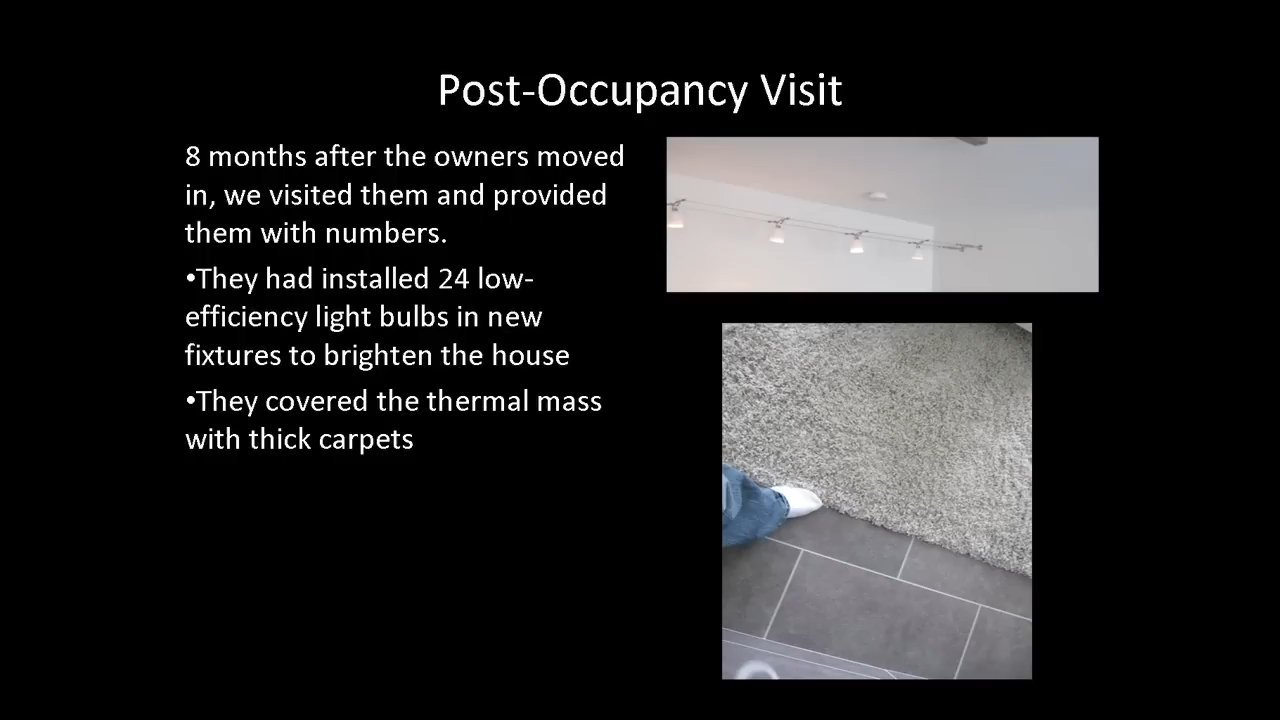 Post-Occupancy Visit
8 months after the owners moved
in, we visited them and provided
them with numbers.
•They had installed 24 low-
efficiency light bulbs in new
fixtures to brighten the house
•They covered the thermal mass
with thick carpets